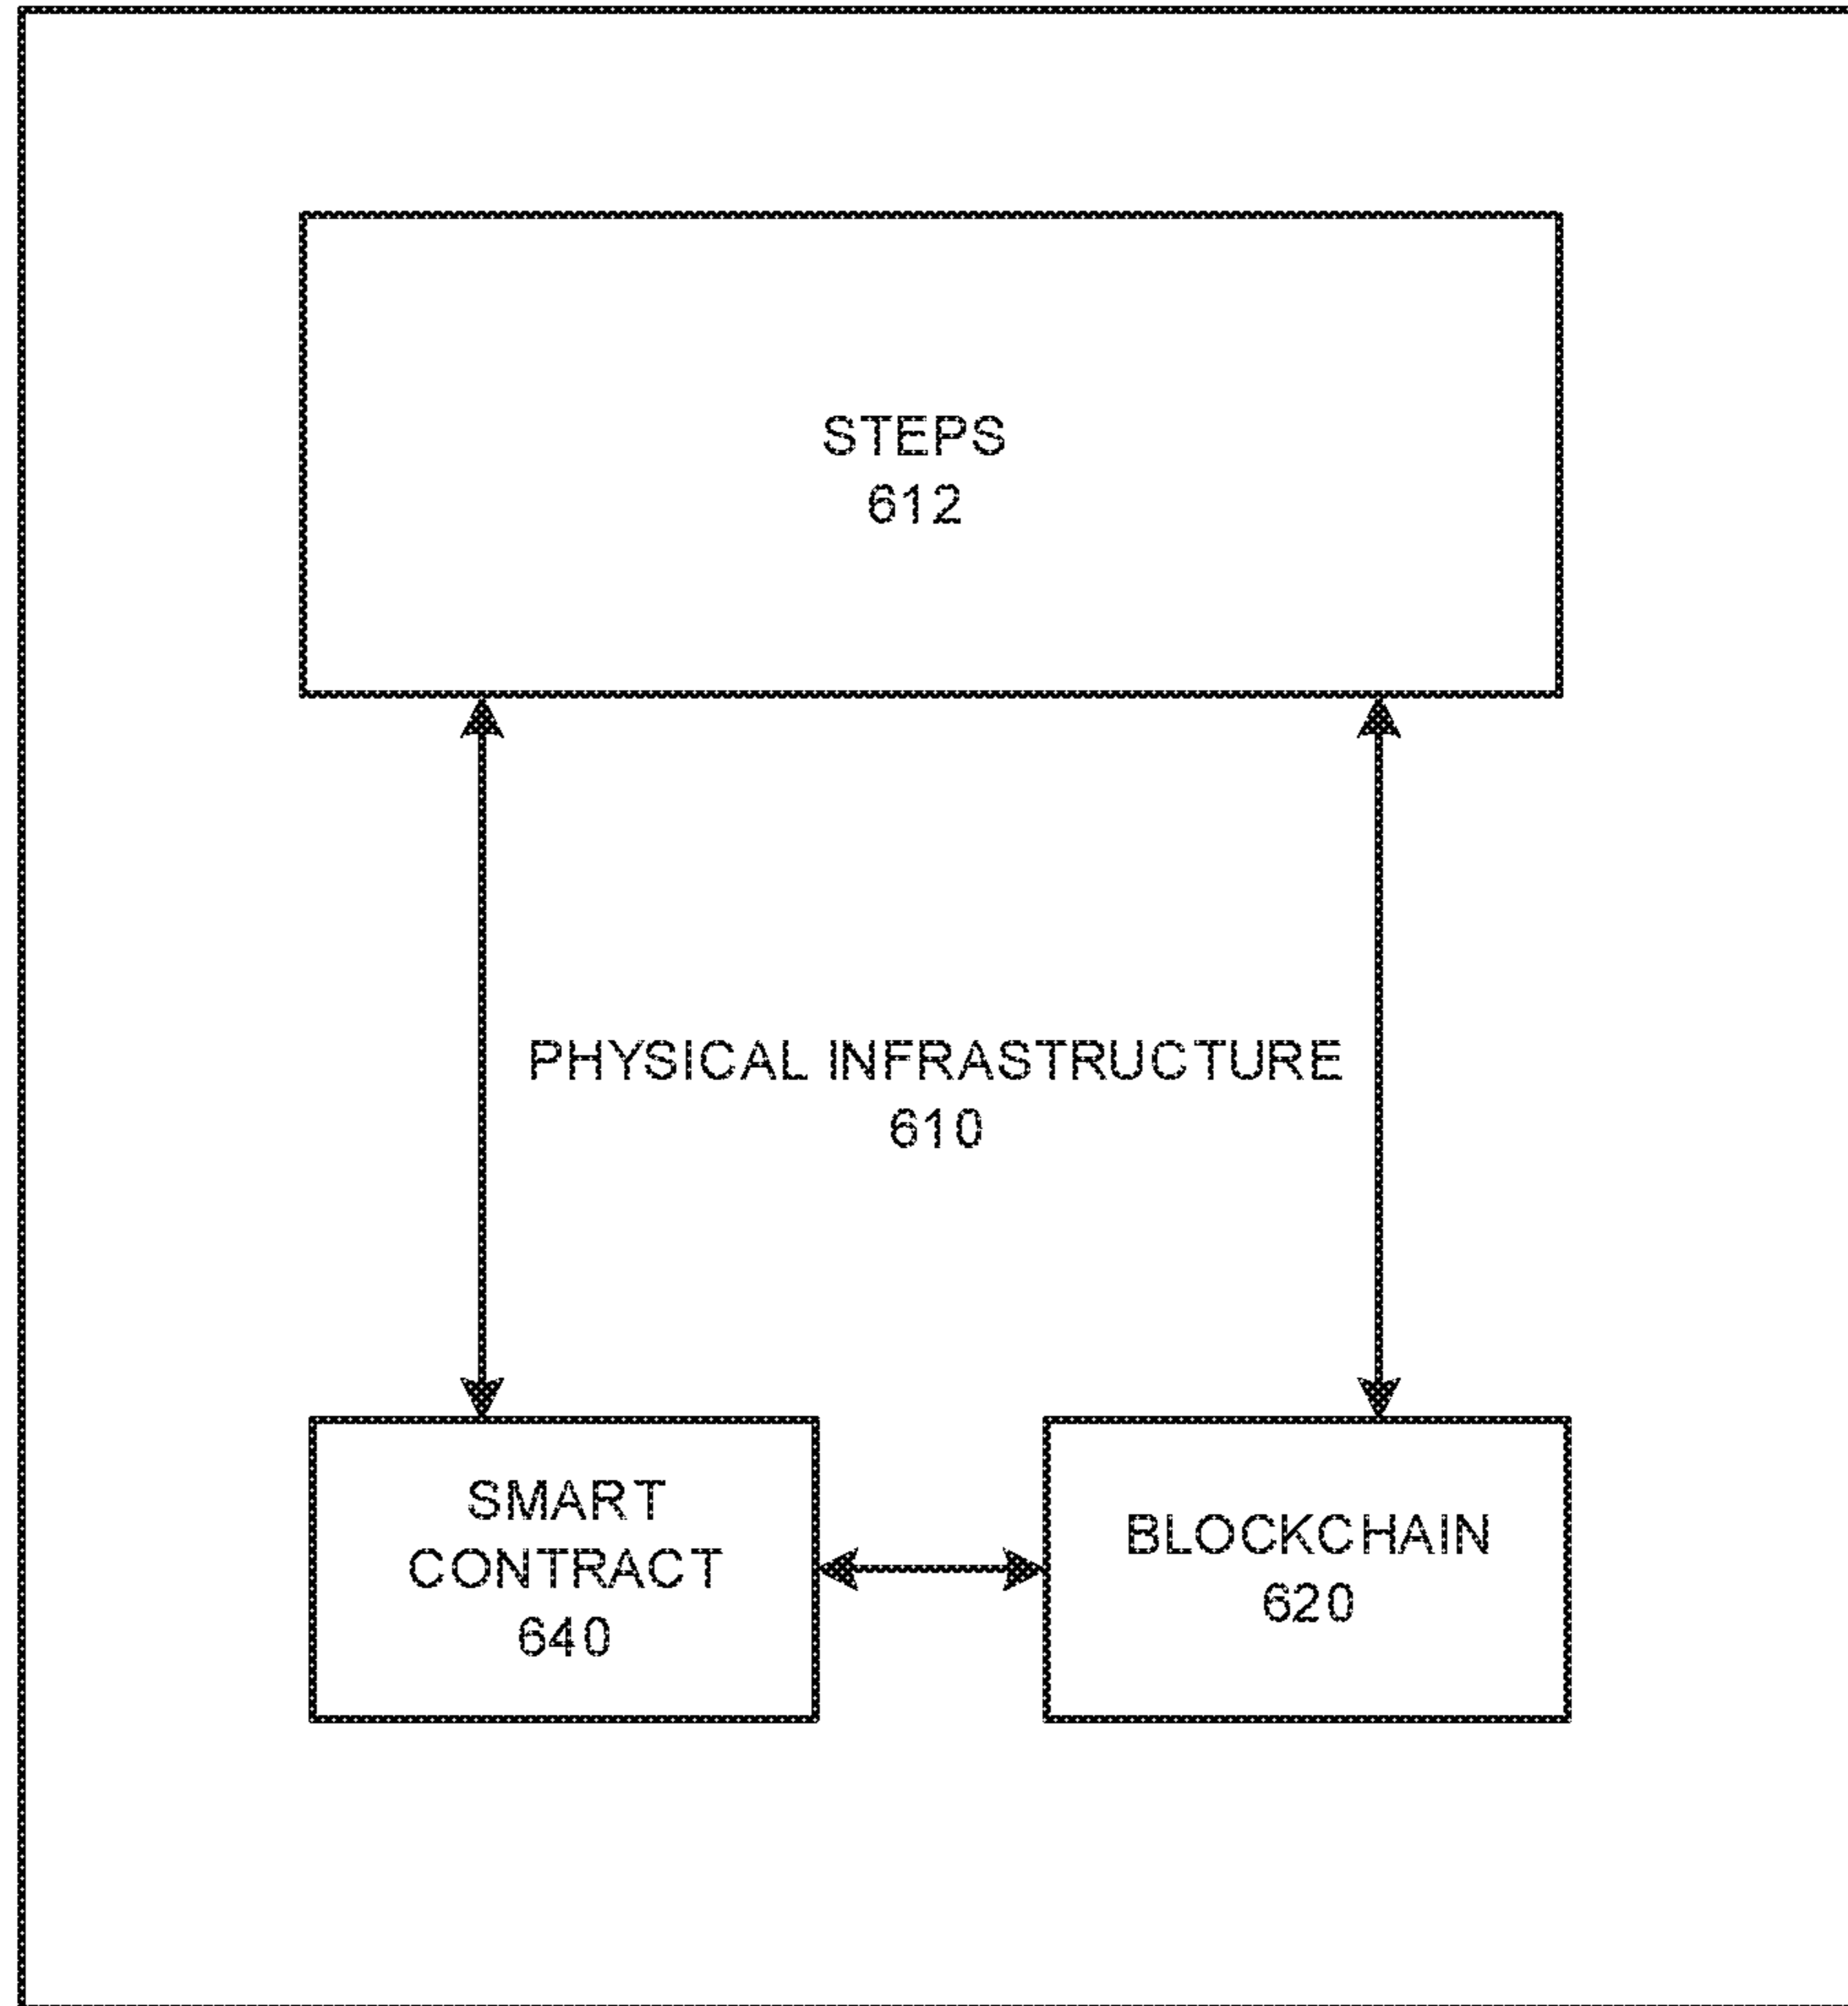 STEPS
612
PHYSICAL INFRASTRUCTURE
610
SMART
CONTRACT
640
BLOCKCHAIN
620